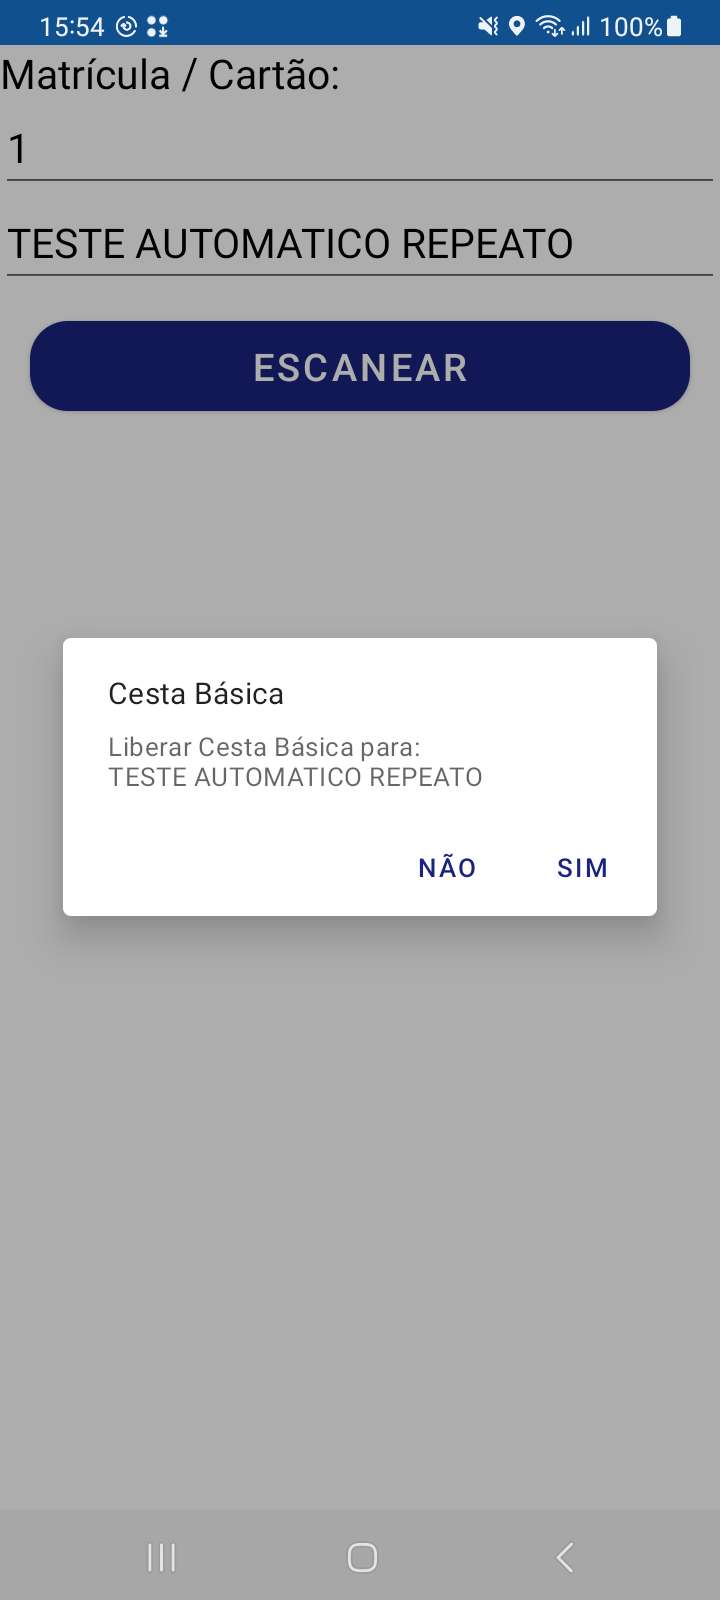 15:54 100%
Matrícula / Cartão:
1
TESTE AUTOMATICO REPEATO
ESCANEAR
Cesta Básica
Liberar Cesta Básica para:
TESTE AUTOMATICO REPEATO
NÃO SIM